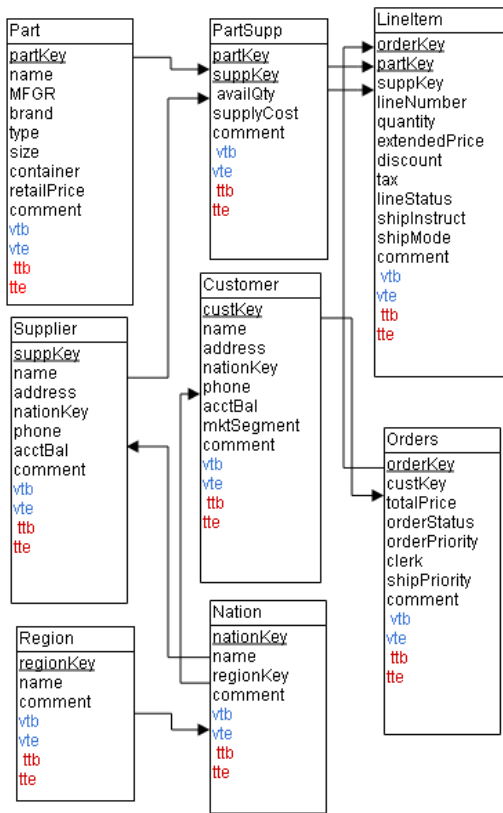 Part
partKey
name
MFGR
brand
type
size
container
retailPrice
comment
vtb
vte
ttb
tte
PartSupp
partKey
suppKey
availQty
supplyCost
comment
vtb
vte
ttb
tte
LineItem
orderKey
partKey
suppKey
lineNumber
quantity
extendedPrice
discount
tax
lineStatus
shipInstruct
shipMode
comment
vtb
vte
ttb
tte
Supplier
suppKey
name
address
nationKey
phone
acctBal
comment
vtb
vte
ttb
tte
Customer
custKey
name
address
nationKey
phone
acctBal
mktSegment
comment
vtb
vte
ttb
tte
Orders
orderKey
custKey
totalPrice
orderStatus
orderPriority
clerk
shipPriority
comment
vtb
vte
ttb
tte
Region
regionKey
name
comment
vtb
vte
ttb
tte
Nation
nationKey
name
regionKey
comment
vtb
vte
ttb
tte